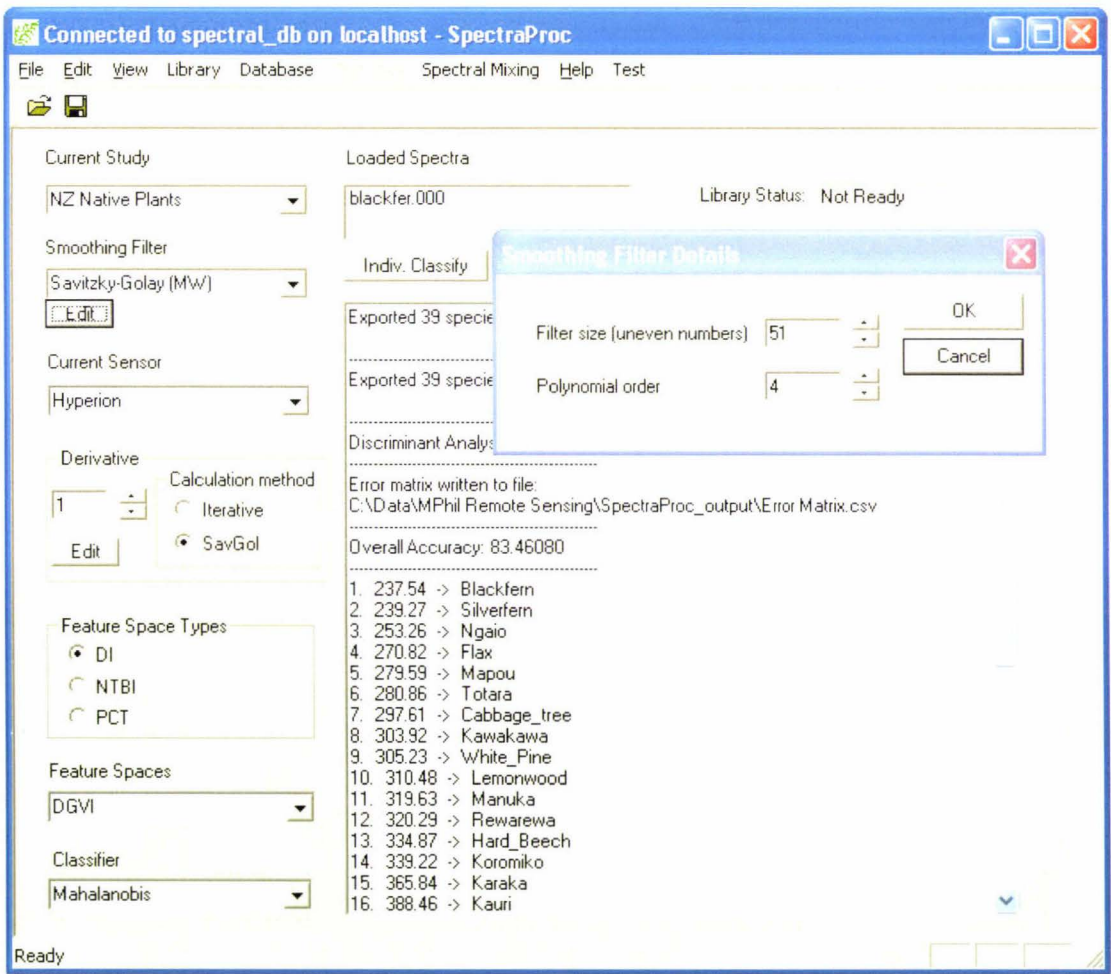 Connected to spectral_db on localhost - SpectraProc
File Edit View Library Database Spectral Mixing Help Test
Current Study
NZ Native Plants
Smoothing Filter
Savitzky-Golay (MW)
Edit
Current Sensor
Hyperion
Derivative
1
Edit
Calculation method
Iterative
SavGol
Feature Space Types
DI
NTBI
PCT
Feature Spaces
DGVI
Classifier
Mahalanobis
Loaded Spectra
blackfer.000
Library Status: Not Ready
Indiv. Classify
Smoothing Filter Details
Filter size (uneven numbers) 51
Polynomial order 4
OK
Cancel
Exported 39 specie
Exported 39 specie
Discriminant Analys
Error matrix written to file:
C:\Data\MPhil Remote Sensing\SpectraProc_output\Error Matrix.csv
Overall Accuracy: 83.46080
1. 237.54 -> Blackfern
2. 239.27 -> Silverfern
3. 253.26 -> Ngaio
4. 270.82 -> Flax
5. 279.59 -> Mapou
6. 280.86 -> Totara
7. 297.61 -> Cabbage_tree
8. 303.92 -> Kawakawa
9. 305.23 -> White_Pine
10. 310.48 -> Lemonwood
11. 319.63 -> Manuka
12. 320.29 -> Rewarewa
13. 334.87 -> Hard_Beech
14. 339.22 -> Koromiko
15. 365.84 -> Karaka
16. 388.46 -> Kauri
Ready